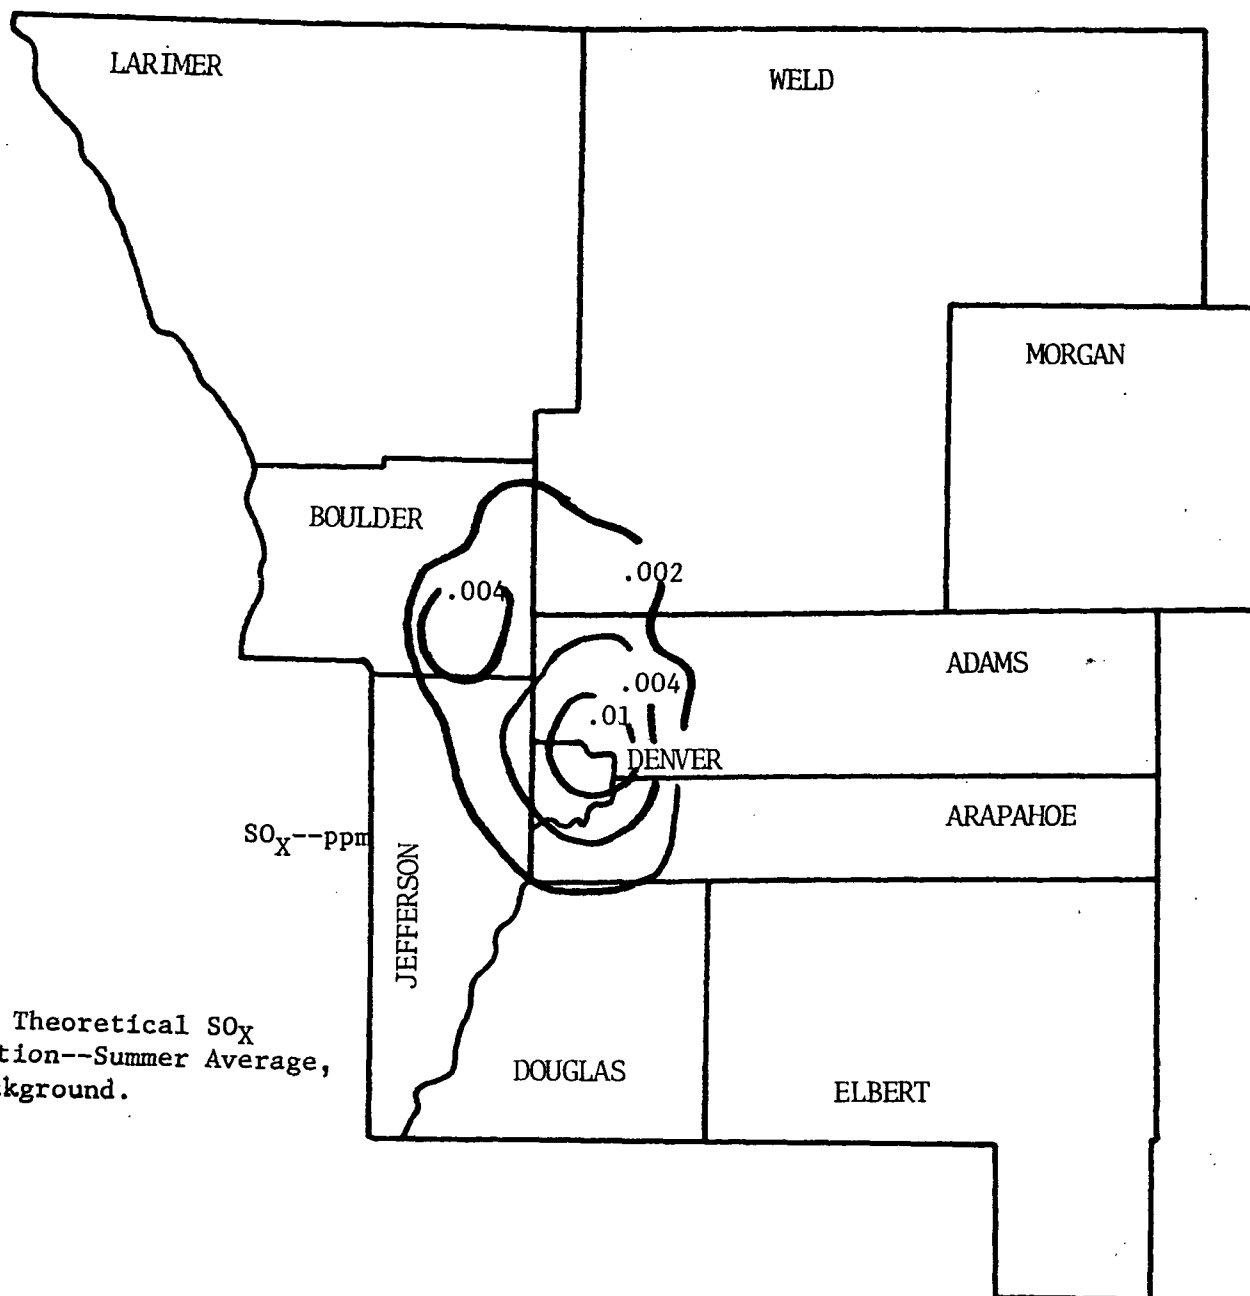 LARIMER
WELD
MORGAN
BOULDER
.002
.004
ADAMS
.004
.01
DENVER
ARAPAHOE
SOX--ppm
JEFFERSON
Theoretical SOX
tion--Summer Average,
kground.
DOUGLAS
ELBERT